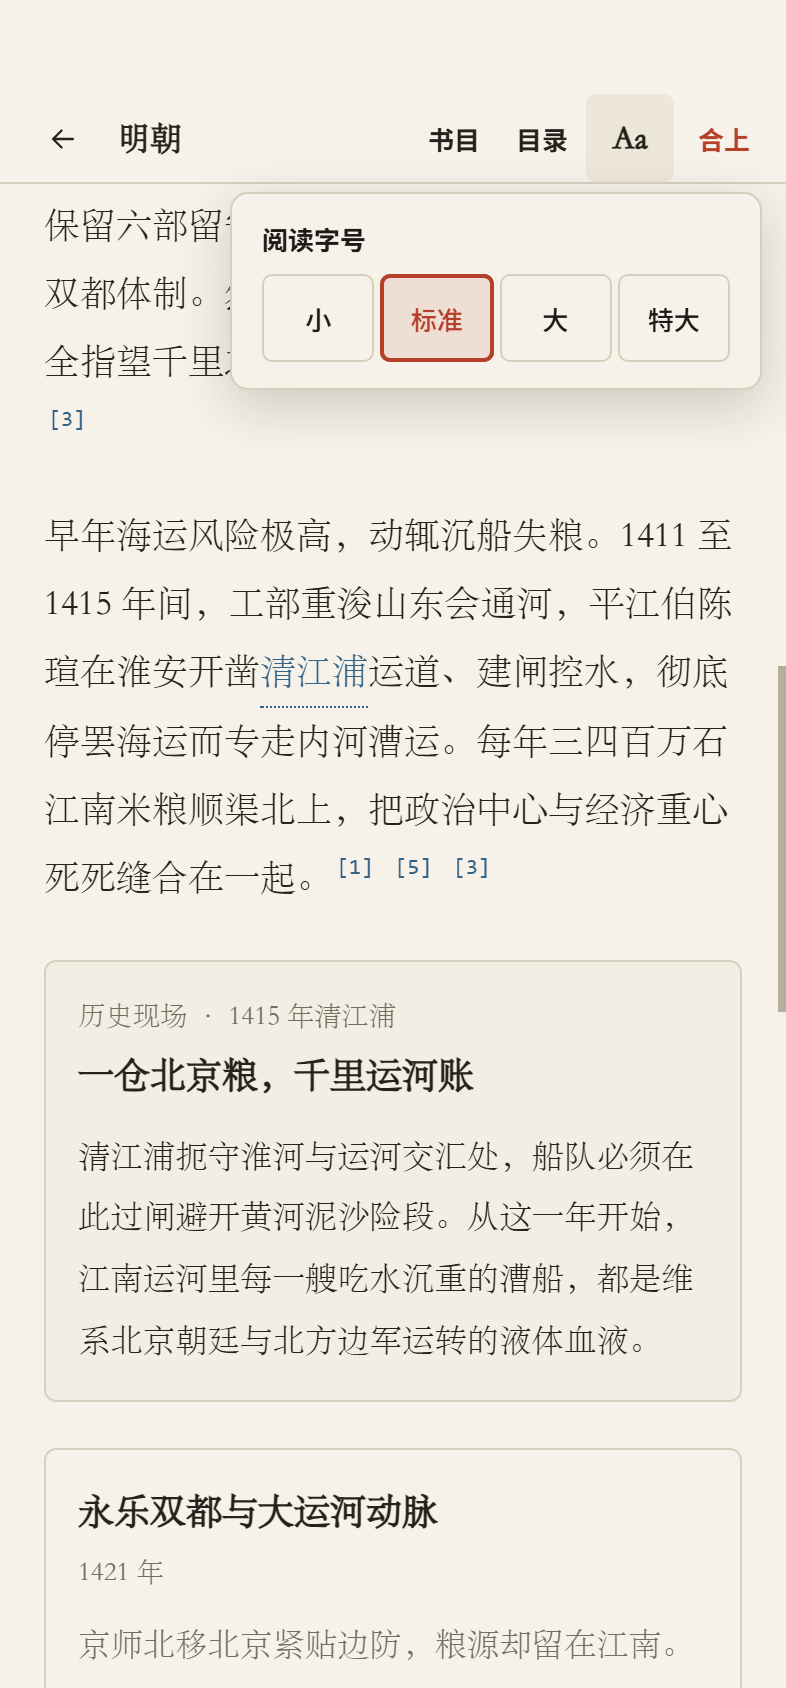 明朝 书目 目录 Aa 合上
阅读字号
小 标准 大 特大
保留六部留
双都体制。
全指望千里
[3]
早年海运风险极高，动辄沉船失粮。1411 至
1415 年间，工部重浚山东会通河，平江伯陈
瑄在淮安开凿清江浦运道、建闸控水，彻底
停罢海运而专走内河漕运。每年三四百万石
江南米粮顺渠北上，把政治中心与经济重心
死死缝合在一起。[1] [5] [3]
历史现场 · 1415 年清江浦
一仓北京粮，千里运河账
清江浦扼守淮河与运河交汇处，船队必须在
此过闸避开黄河泥沙险段。从这一年开始，
江南运河里每一艘吃水沉重的漕船，都是维
系北京朝廷与北方边军运转的液体血液。
永乐双都与大运河动脉
1421 年
京师北移北京紧贴边防，粮源却留在江南。